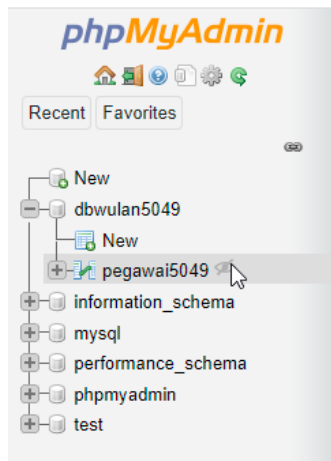 phpMyAdmin
Recent Favorites
New
dbwulan5049
New
pegawai5049
information_schema
mysql
performance_schema
phpmyadmin
test